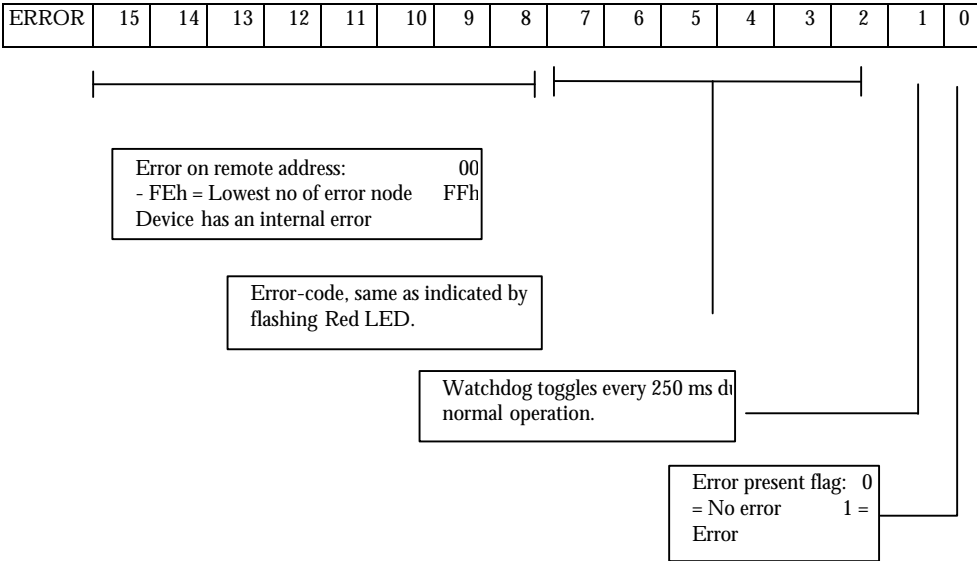 ERROR 15 14 13 12 11 10 9 8 7 6 5 4 3 2 1 0
Error on remote address: 00
- FEh = Lowest no of error node FFh
Device has an internal error
Error-code, same as indicated by
flashing Red LED.
Watchdog toggles every 250 ms
normal operation.
Error present flag: 0
= No error 1 =
Error